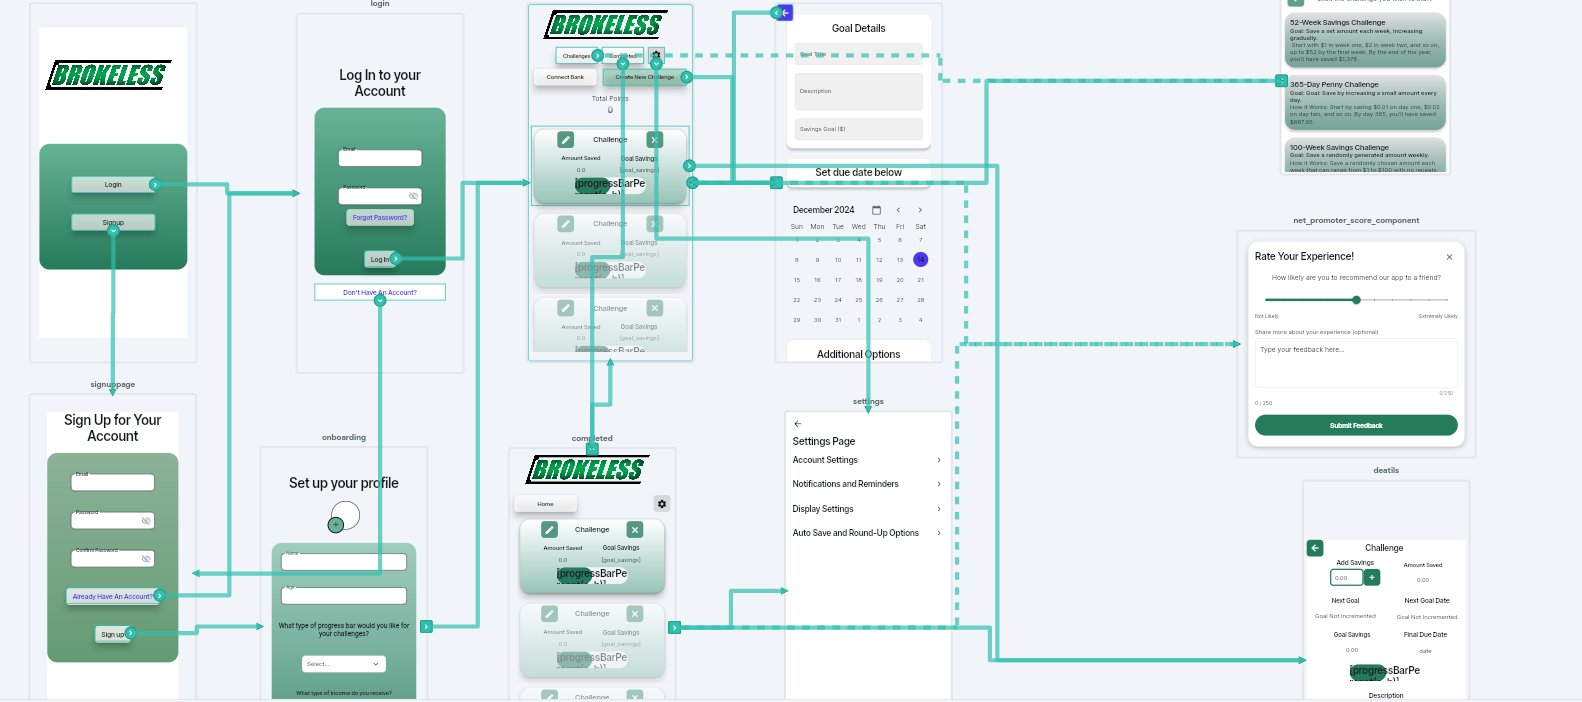 BROKELESS
Login
Signup
login
Log In to your
Account
Email
Password
Forgot Password?
Log In
Don't Have An Account?
signuppage
Sign Up for Your
Account
Email
Password
Confirm Password
Already Have An Account?
Sign up
onboarding
Set up your profile
Name
Age
What type of progress bar would you like for
your challenges?
Select...
What type of income do you receive?
BROKELESS
Challenges
Completed
Connect Bank
Create New Challenge
Total Points
0
Challenge
Amount Saved
Goal Savings
0.0
[goal_savings]
[progressBarPe
Challenge
Amount Saved
Goal Savings
0.0
[goal_savings]
[progressBarPe
Challenge
Amount Saved
Goal Savings
0.0
[goal_savings]
[progressBarPe
completed
BROKELESS
Home
Challenge
Amount Saved
Goal Savings
0.0
[goal_savings]
[progressBarPe
Challenge
Amount Saved
Goal Savings
0.0
[goal_savings]
[progressBarPe
Challenge
Amount Saved
Goal Savings
Goal Details
Goal Title
Description
Savings Goal ($)
Set due date below
December 2024
Sun Mon Tue Wed Thu Fri Sat
1 2 3 4 5 6 7
8 9 10 11 12 13 14
15 16 17 18 19 20 21
22 23 24 25 26 27 28
29 30 31 1 2 3 4
Additional Options
settings
Settings Page
Account Settings
Notifications and Reminders
Display Settings
Auto Save and Round-Up Options
52-Week Savings Challenge
Goal: Save a set amount each week, increasing
gradually.
Start with $1 in week one, $2 in week two, and so on,
up to $52 by the final week. By the end of the year,
you'll have saved $1,378.
365-Day Penny Challenge
Goal: Goal: Save by increasing a small amount every
day.
How it Works: Start by saving $0.01 on day one, $0.02
on day two, and so on. By day 365, you'll have saved
$667.95.
100-Week Savings Challenge
Goal: Save a randomly generated amount weekly.
How it Works: Save a randomly chosen amount each
week that can range from $1 to $100 with no repeats
net_promoter_score_component
Rate Your Experience!
How likely are you to recommend our app to a friend?
Not Likely
Extremely Likely
Share more about your experience (optional)
Type your feedback here...
0/250
0 / 250
Submit Feedback
deatils
Challenge
Add Savings
Amount Saved
0.00
0.00
Next Goal
Next Goal Date
Goal Not Incremented
Goal Not Incremented
Goal Savings
Final Due Date
0.00
date
[progressBarPe
Description